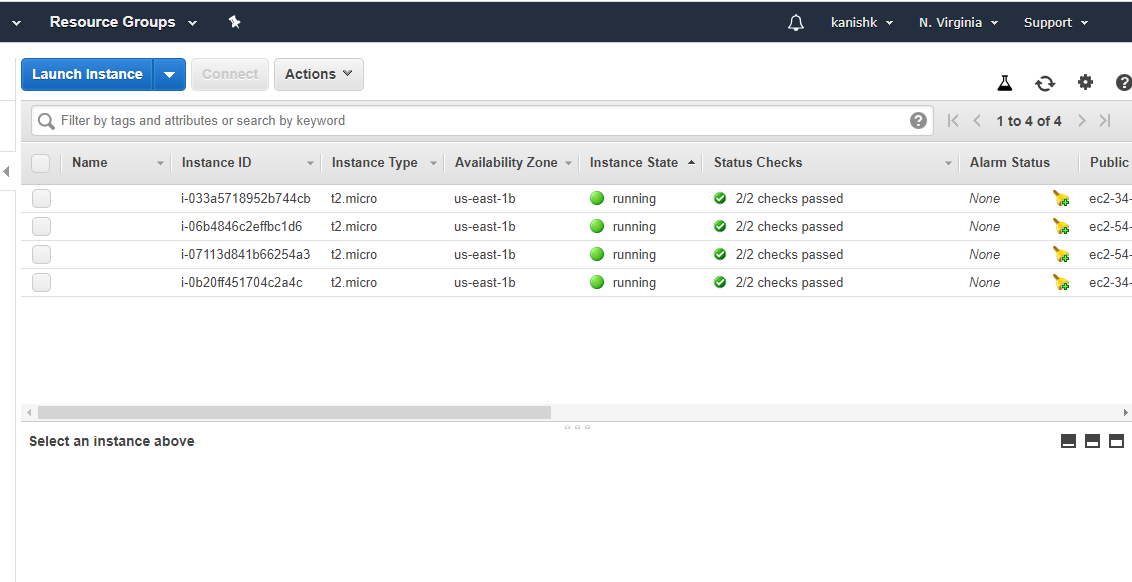 Resource Groups kanishk N. Virginia Support
Launch Instance Connect Actions
Filter by tags and attributes or search by keyword 1 to 4 of 4
Name Instance ID Instance Type Availability Zone Instance State Status Checks Alarm Status Public
i-033a5718952b744cb t2.micro us-east-1b running 2/2 checks passed None ec2-34-
i-06b4846c2effbc1d6 t2.micro us-east-1b running 2/2 checks passed None ec2-54-
i-07113d841b66254a3 t2.micro us-east-1b running 2/2 checks passed None ec2-54-
i-0b20ff451704c2a4c t2.micro us-east-1b running 2/2 checks passed None ec2-34-
Select an instance above